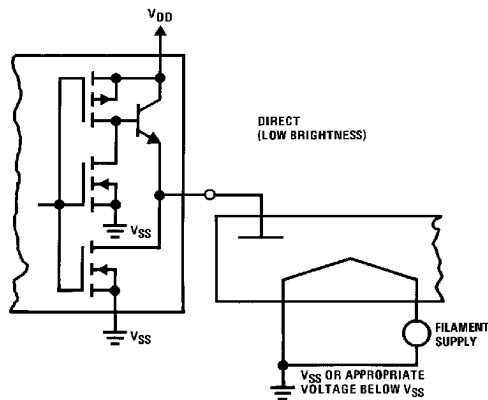 VDD
DIRECT
(LOW BRIGHTNESS)
VSS
VSS
FILAMENT
SUPPLY
VSS OR APPROPRIATE
VOLTAGE BELOW VSS